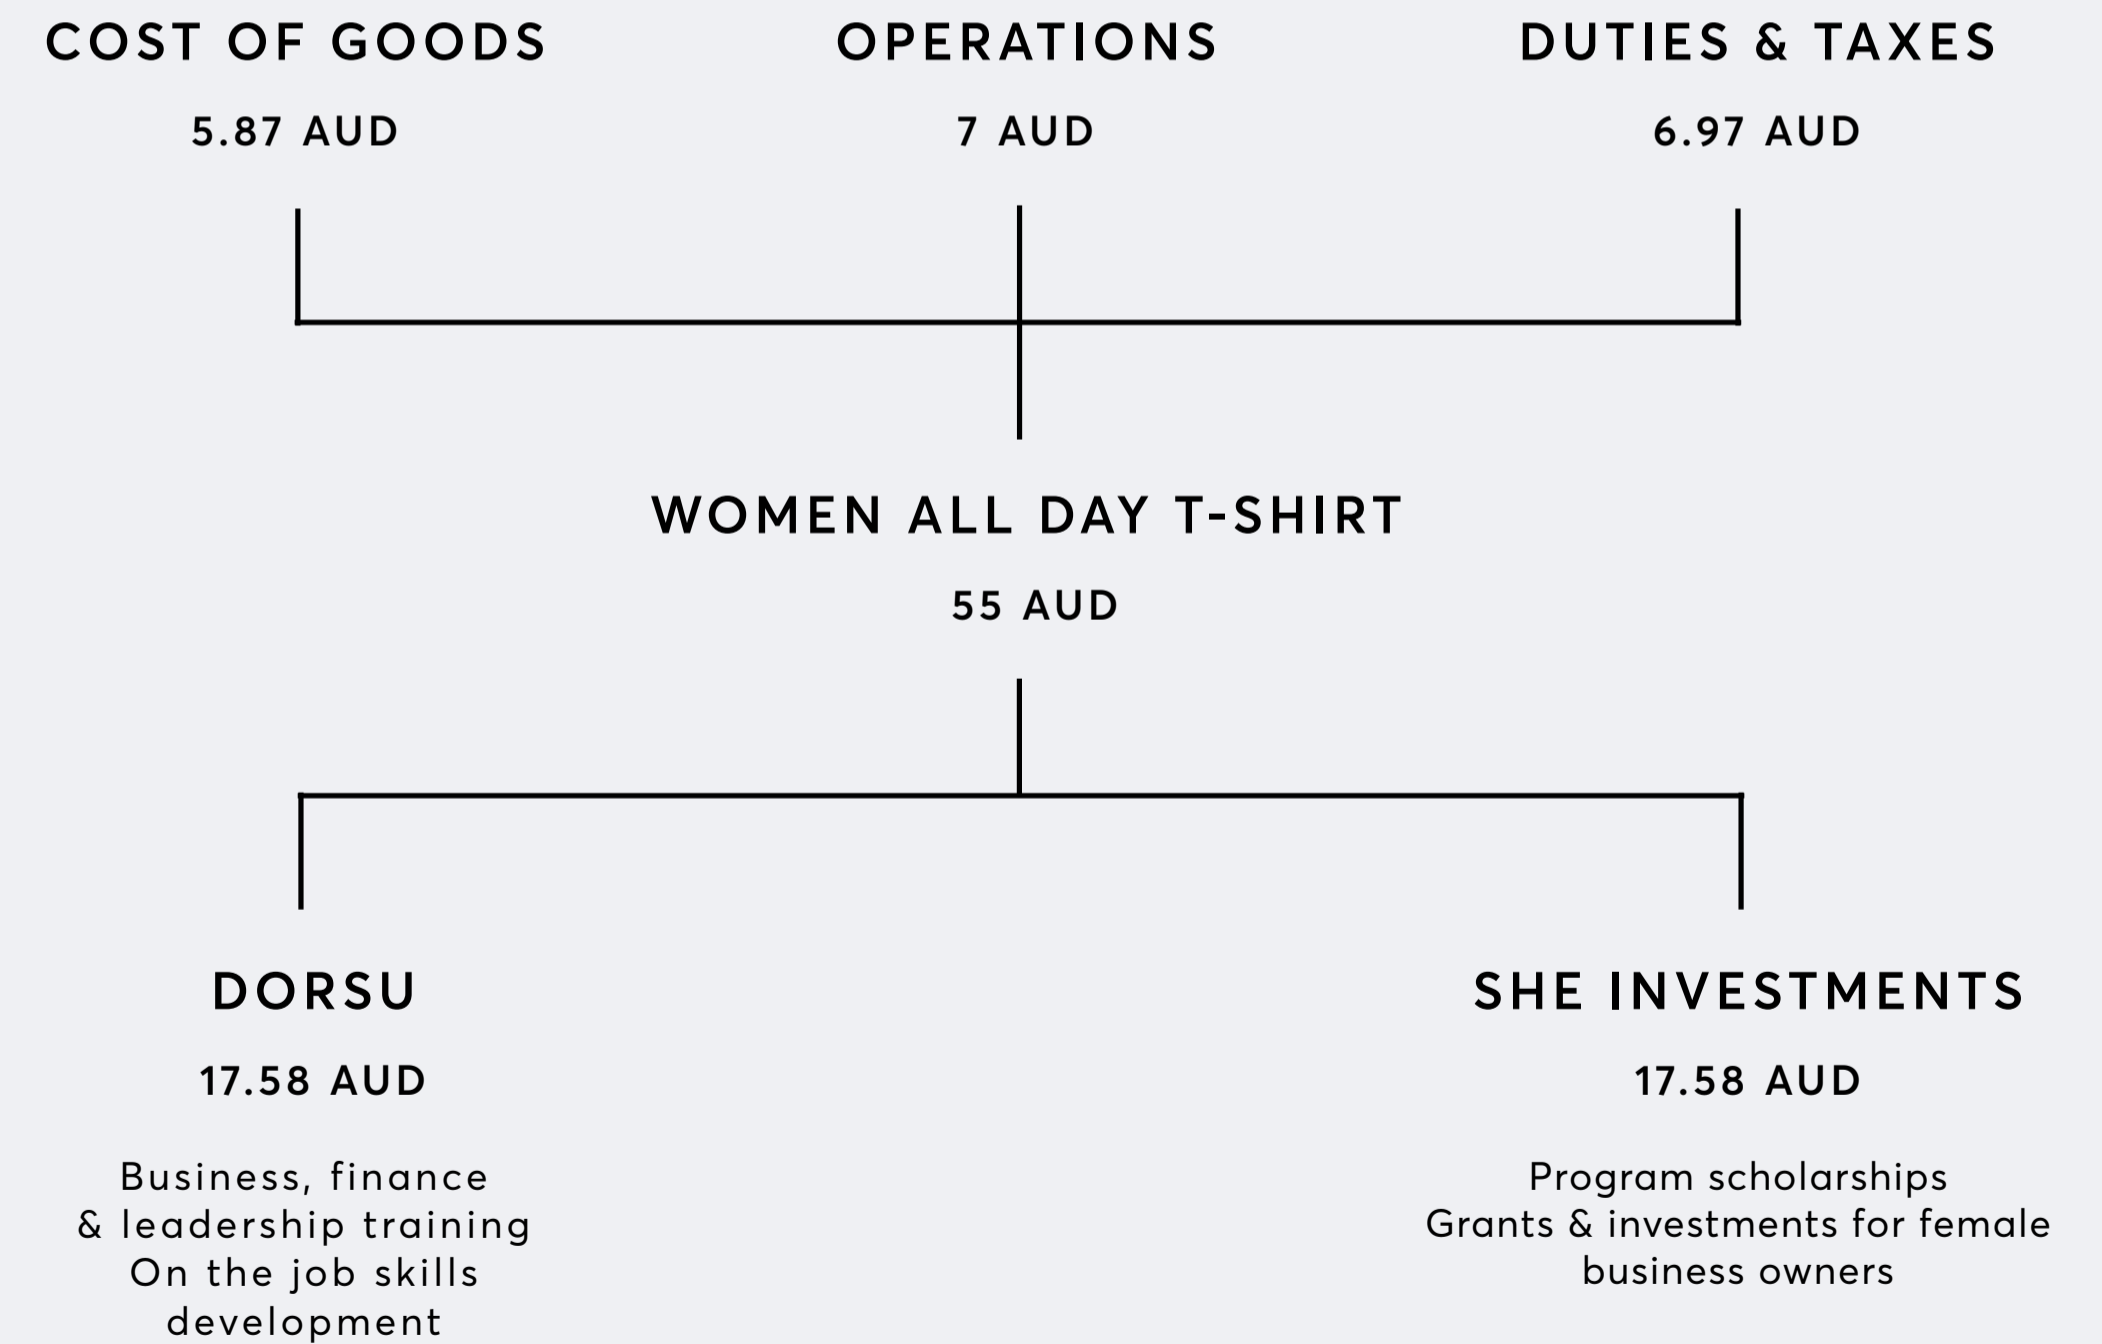 COST OF GOODS
5.87 AUD
OPERATIONS
7 AUD
DUTIES & TAXES
6.97 AUD
WOMEN ALL DAY T-SHIRT
55 AUD
DORSU
17.58 AUD
Business, finance
& leadership training
On the job skills
development
SHE INVESTMENTS
17.58 AUD
Program scholarships
Grants & investments for female
business owners